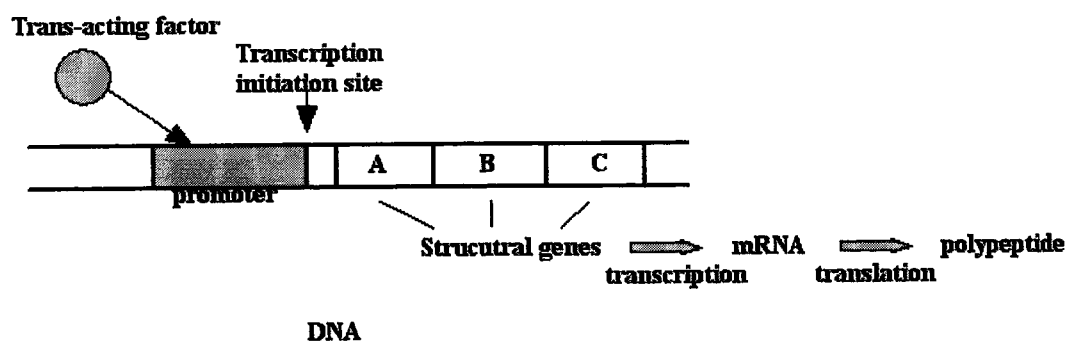 Trans-acting factor
Transcription
initiation site
A
B
C
promoter
Strucutral genes
mRNA
polypeptide
transcription
translation
DNA